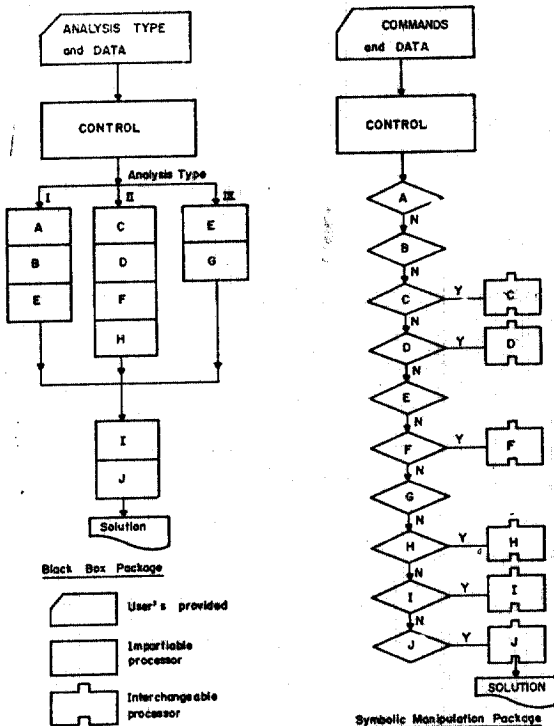 ANALYSIS TYPE
and DATA
CONTROL
Analysis Type
I
II
III
A
B
E
C
D
F
H
E
G
I
J
Solution
Black Box Package
User's provided
Impartiable
processor
Interchangeable
processor
COMMANDS
and DATA
CONTROL
A
N
B
N
C
Y
C
N
D
Y
D
N
E
N
F
Y
F
N
G
N
H
Y
H
N
I
Y
I
N
J
Y
J
SOLUTION
Symbolic Manipulation Package